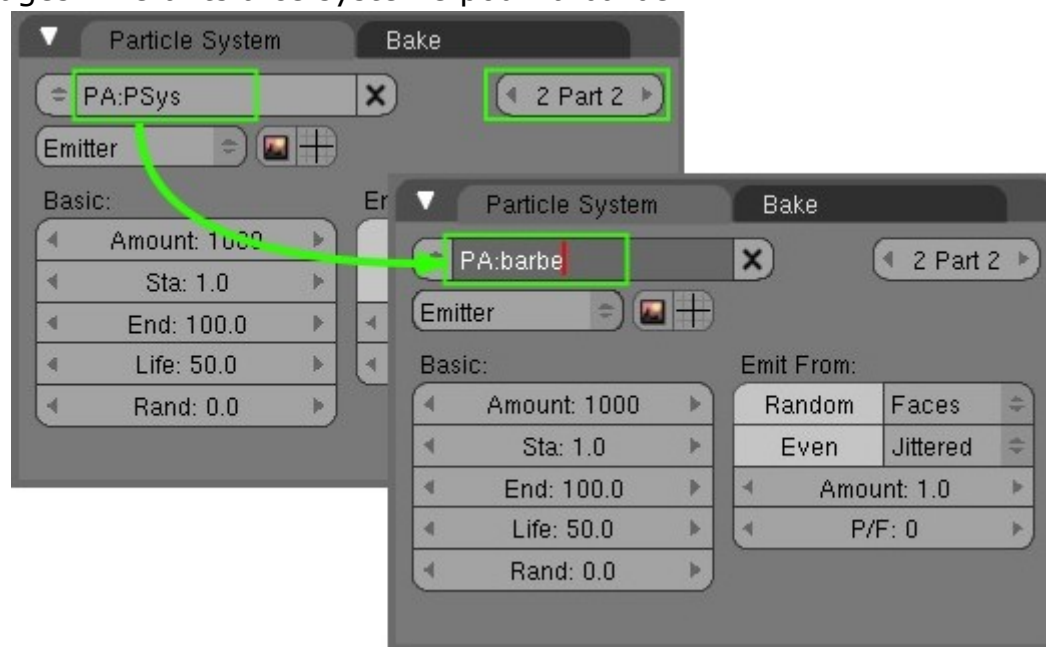 Particle System Bake
PA:PSys
2 Part 2
Emitter
Basic:
Amount: 1000
Sta: 1.0
End: 100.0
Life: 50.0
Rand: 0.0
Particle System Bake
PA:barbe
2 Part 2
Emitter
Basic:
Emit From:
Amount: 1000
Random Faces
Sta: 1.0
Even Jittered
End: 100.0
Amount: 1.0
Life: 50.0
P/F: 0
Rand: 0.0